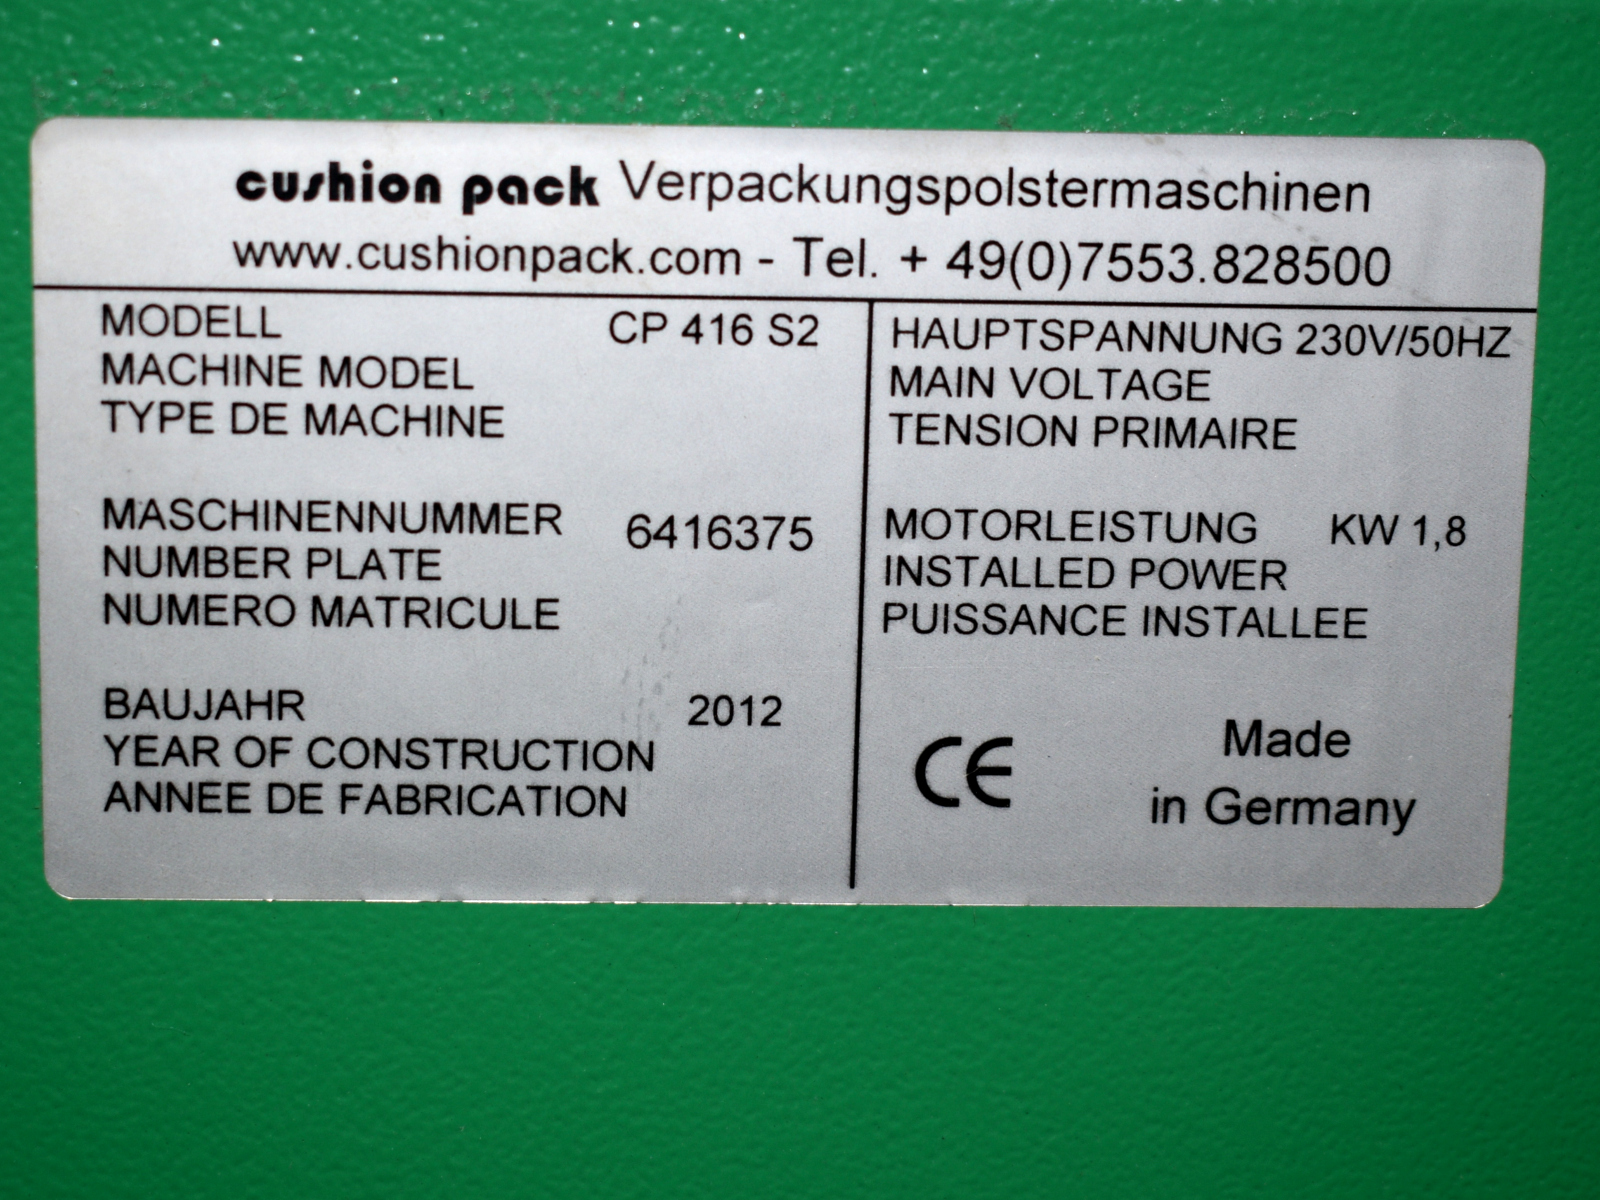 cushion pack Verpackungspolstermaschinen
www.cushionpack.com - Tel. + 49(0)7553.828500
MODELL CP 416 S2
MACHINE MODEL
TYPE DE MACHINE
MASCHINENNUMMER 6416375
NUMBER PLATE
NUMERO MATRICULE
BAUJAHR 2012
YEAR OF CONSTRUCTION
ANNEE DE FABRICATION
HAUPTSPANNUNG 230V/50HZ
MAIN VOLTAGE
TENSION PRIMAIRE
MOTORLEISTUNG KW 1,8
INSTALLED POWER
PUISSANCE INSTALLEE
CE
Made
in Germany